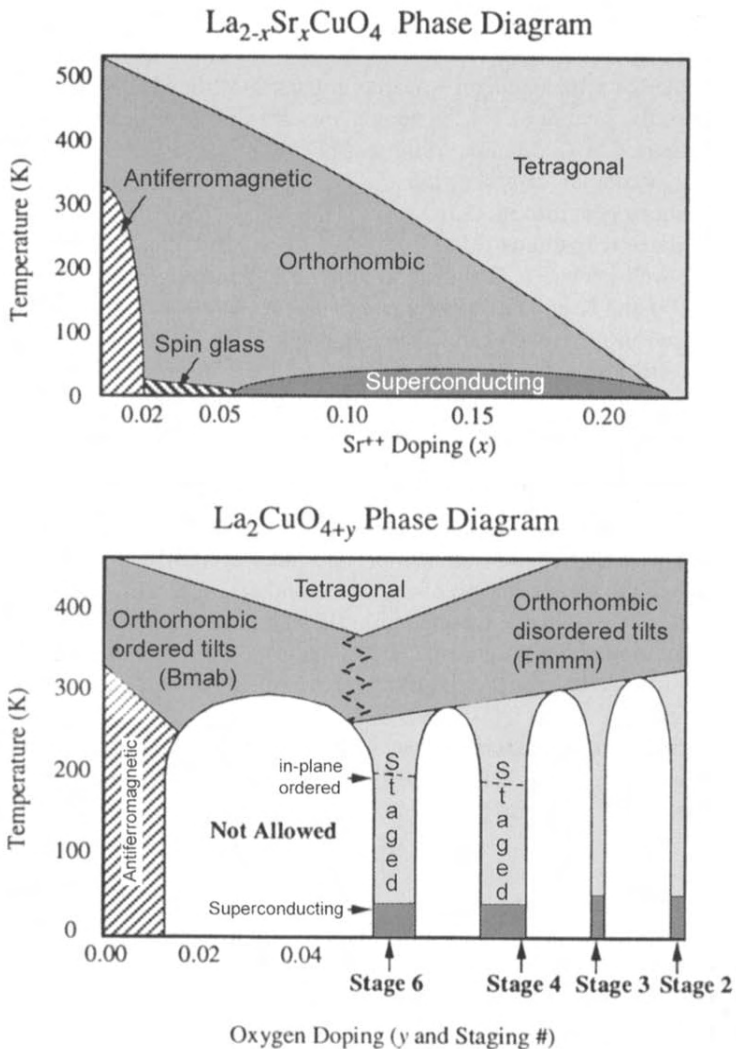 La2-xSrxCuO4 Phase Diagram
500
400
300
200
100
0
Temperature (K)
Antiferromagnetic
Tetragonal
Orthorhombic
Spin glass
Superconducting
0.02
0.05
0.10
0.15
0.20
Sr++ Doping (x)
La2CuO4+y Phase Diagram
400
300
200
100
0
Temperature (K)
Tetragonal
Orthorhombic
ordered tilts
(Bmab)
Orthorhombic
disordered tilts
(Fmmm)
Antiferromagnetic
in-plane
ordered
Not Allowed
Superconducting
Staged
Staged
0.00
0.02
0.04
Stage 6
Stage 4
Stage 3
Stage 2
Oxygen Doping (y and Staging #)